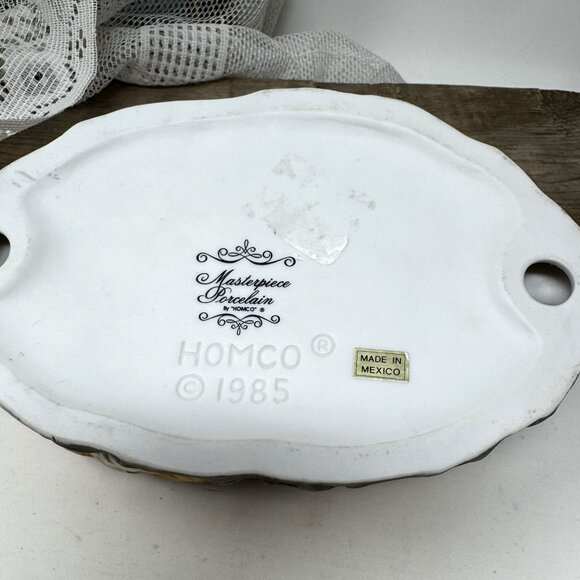 Masterpiece
Porcelain
By "HOMCO" ®
HOMCO ®
© 1985
MADE IN
MEXICO